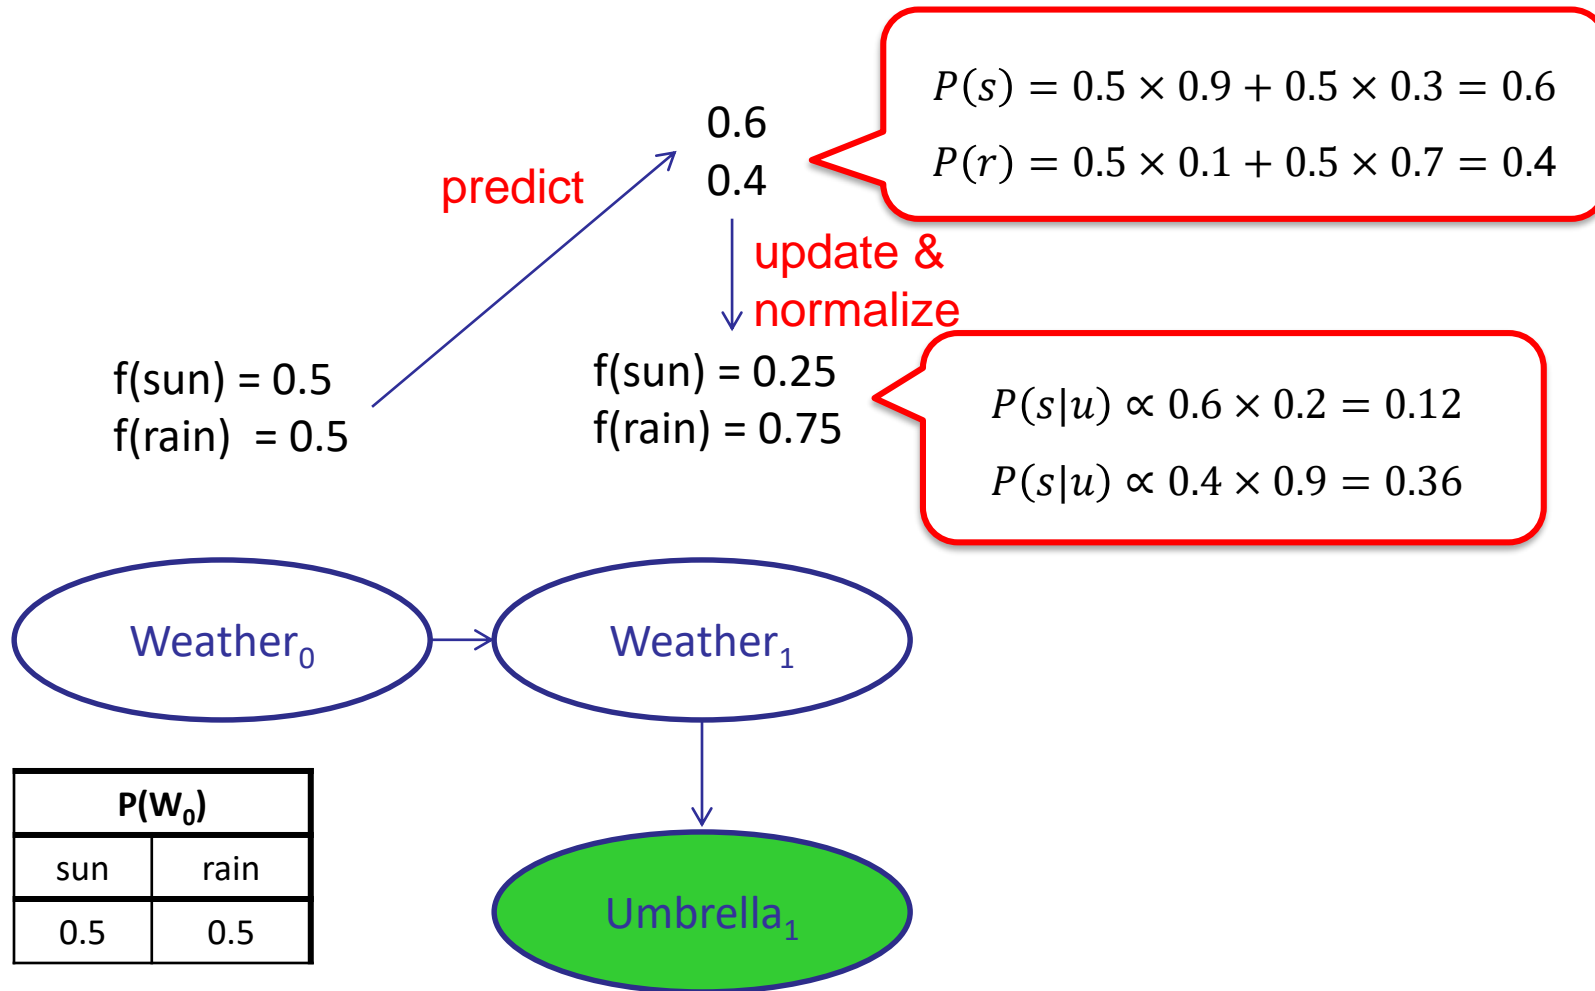 P(s) = 0.5 × 0.9 + 0.5 × 0.3 = 0.6
P(r) = 0.5 × 0.1 + 0.5 × 0.7 = 0.4
0.6
0.4
predict
update &
normalize
f(sun) = 0.5
f(rain) = 0.5
f(sun) = 0.25
f(rain) = 0.75
P(s|u) ∝ 0.6 × 0.2 = 0.12
P(s|u) ∝ 0.4 × 0.9 = 0.36
Weather₀
Weather₁
P(W₀)
sun rain
0.5 0.5
Umbrella₁